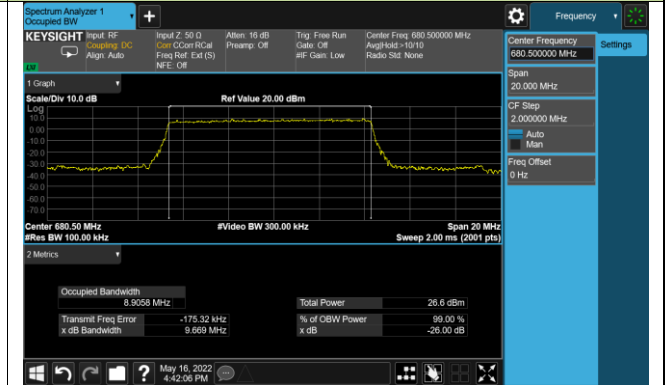 Spectrum Analyzer 1
Occupied BW
Frequency
KEYSIGHT
Input: RF
Coupling: DC
Align: Auto
Input Z: 50 Ω
Corr CCorr RCal
Freq Ref: Ext (S)
NFE: Off
Atten: 16 dB
Preamp: Off
Trig: Free Run
Gate: Off
#IF Gain: Low
Center Freq: 680.500000 MHz
Avg|Hold:>10/10
Radio Std: None
Center Frequency
680.500000 MHz
Settings
Span
20.000 MHz
CF Step
2.000000 MHz
Auto
Man
Freq Offset
0 Hz
1 Graph
Scale/Div 10.0 dB
Ref Value 20.00 dBm
Log
10.0
0.00
-10.0
-20.0
-30.0
-40.0
-50.0
-60.0
-70.0
Center 680.50 MHz
#Video BW 300.00 kHz
Span 20 MHz
#Res BW 100.00 kHz
Sweep 2.00 ms (2001 pts)
2 Metrics
Occupied Bandwidth
8.9058 MHz
Total Power
26.6 dBm
Transmit Freq Error
-175.32 kHz
% of OBW Power
99.00 %
x dB Bandwidth
9.669 MHz
x dB
-26.00 dB
May 16, 2022
4:42:06 PM